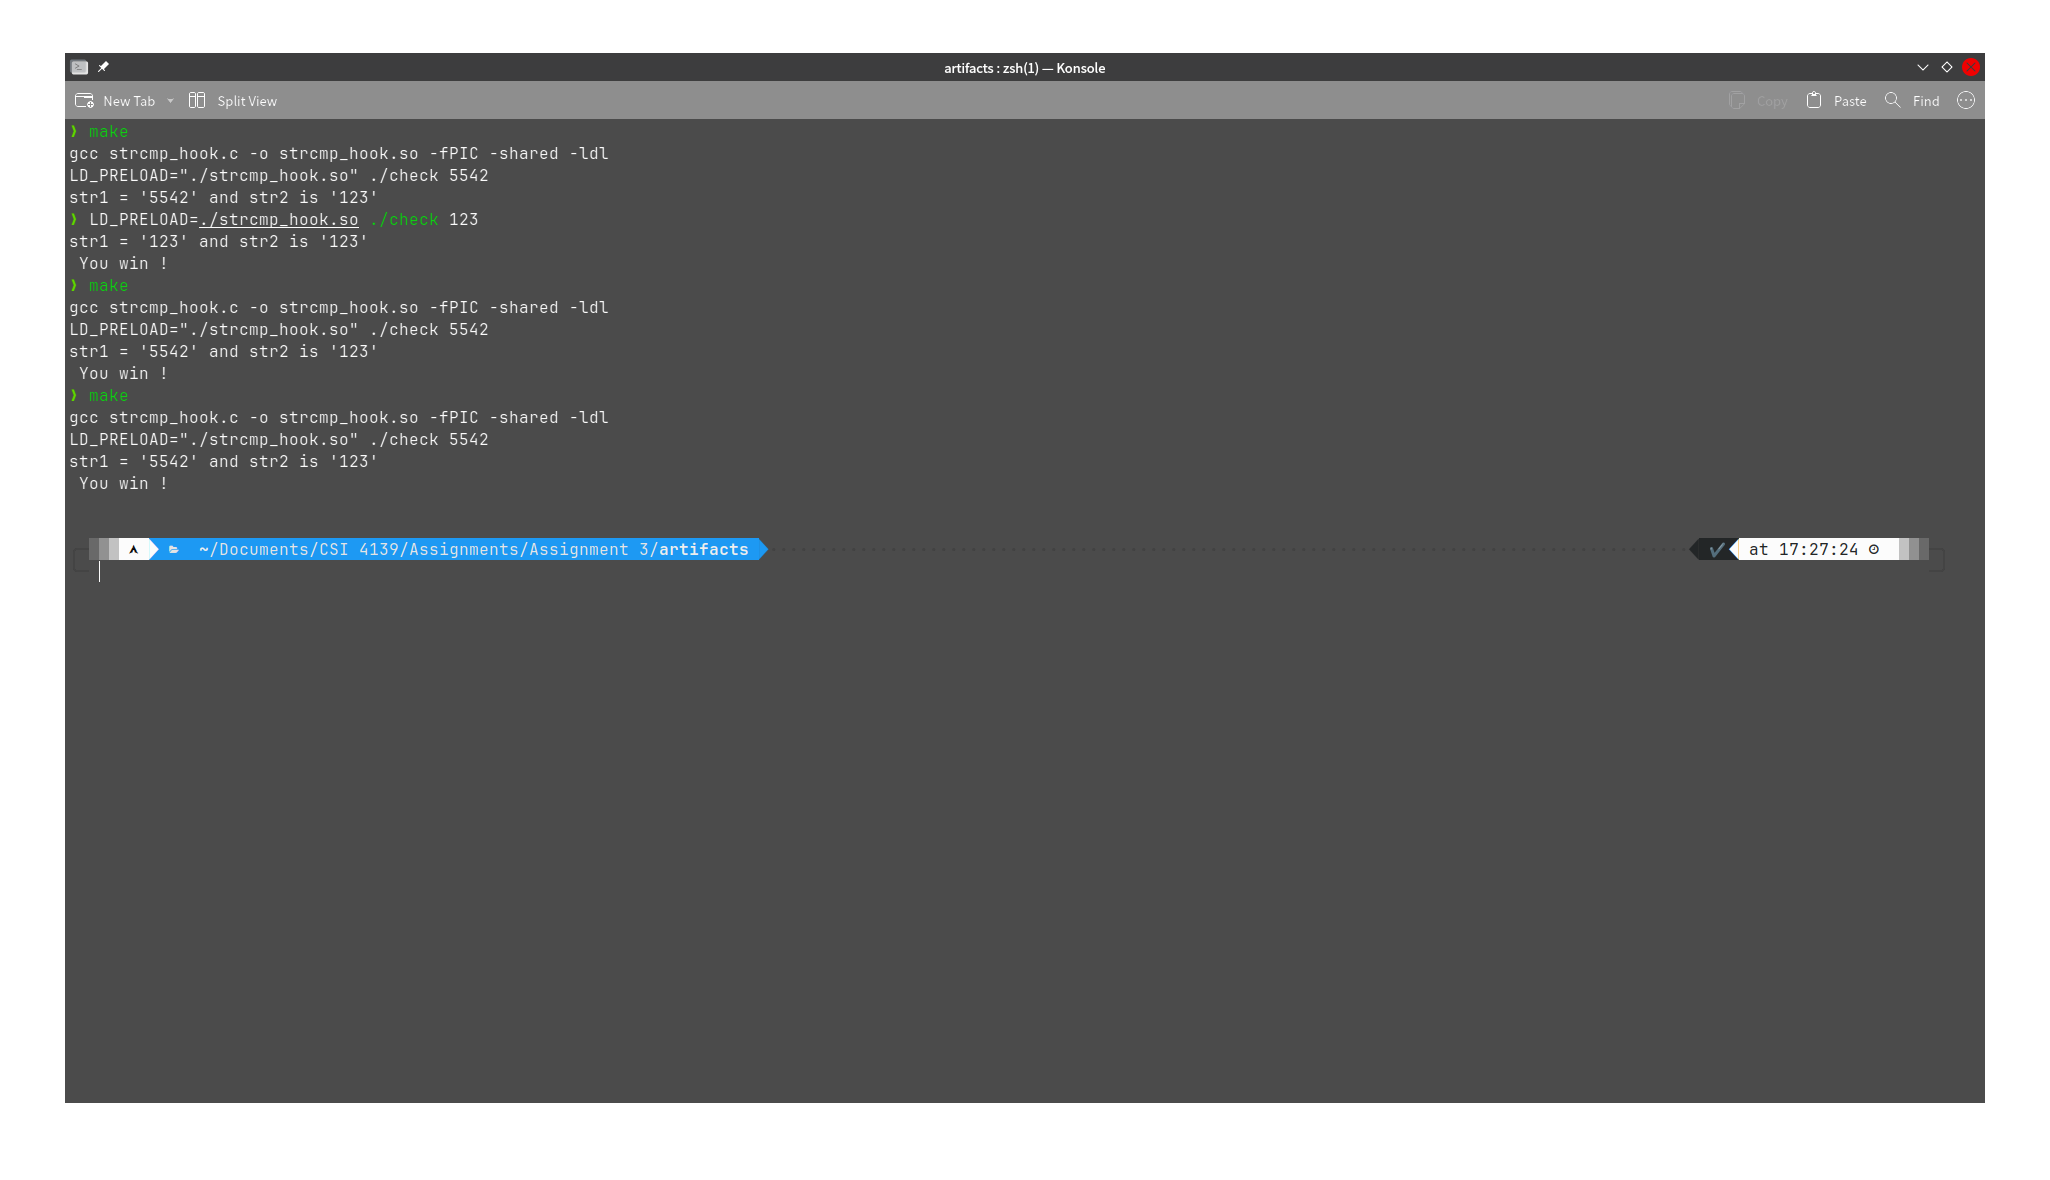 artifacts : zsh(1) — Konsole
New Tab Split View Copy Paste Find
❯ make
gcc strcmp_hook.c -o strcmp_hook.so -fPIC -shared -ldl
LD_PRELOAD="./strcmp_hook.so" ./check 5542
str1 = '5542' and str2 is '123'
❯ LD_PRELOAD=./strcmp_hook.so ./check 123
str1 = '123' and str2 is '123'
 You win !
❯ make
gcc strcmp_hook.c -o strcmp_hook.so -fPIC -shared -ldl
LD_PRELOAD="./strcmp_hook.so" ./check 5542
str1 = '5542' and str2 is '123'
 You win !
❯ make
gcc strcmp_hook.c -o strcmp_hook.so -fPIC -shared -ldl
LD_PRELOAD="./strcmp_hook.so" ./check 5542
str1 = '5542' and str2 is '123'
 You win !
~/Documents/CSI 4139/Assignments/Assignment 3/artifacts ✔ at 17:27:24